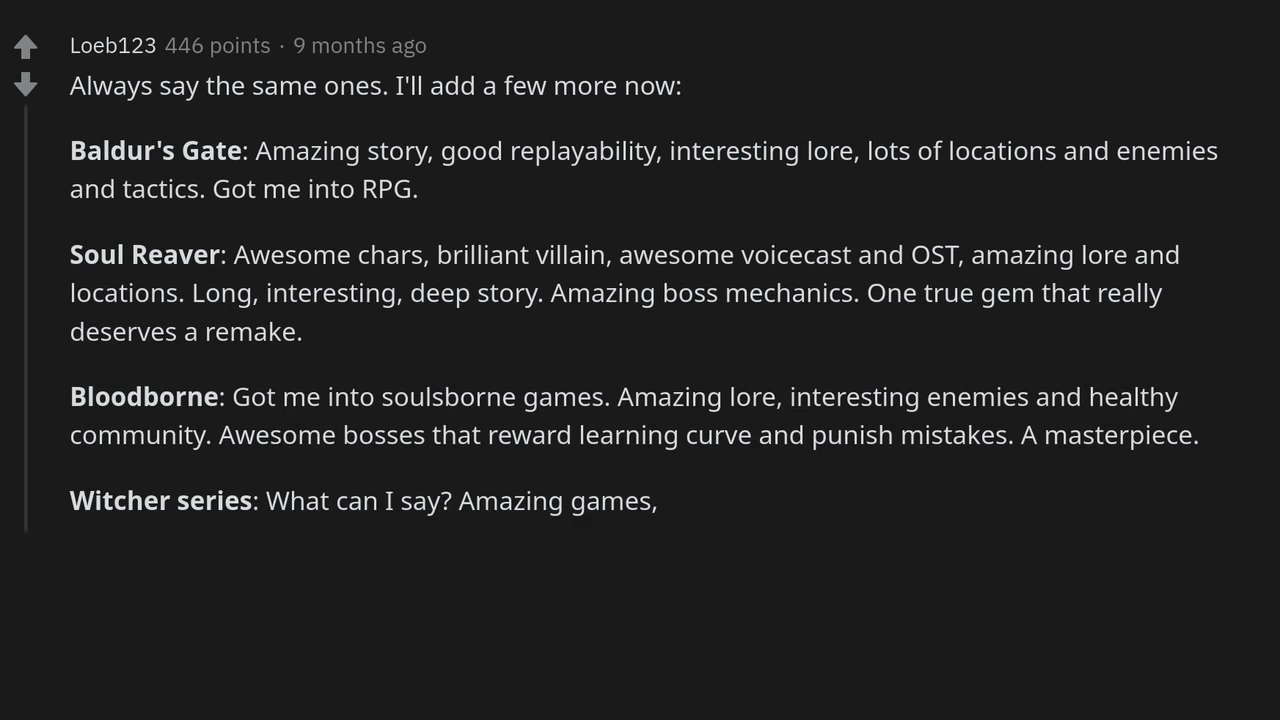 Loeb123 446 points · 9 months ago
Always say the same ones. I'll add a few more now:
Baldur's Gate: Amazing story, good replayability, interesting lore, lots of locations and enemies
and tactics. Got me into RPG.
Soul Reaver: Awesome chars, brilliant villain, awesome voicecast and OST, amazing lore and
locations. Long, interesting, deep story. Amazing boss mechanics. One true gem that really
deserves a remake.
Bloodborne: Got me into soulsborne games. Amazing lore, interesting enemies and healthy
community. Awesome bosses that reward learning curve and punish mistakes. A masterpiece.
Witcher series: What can I say? Amazing games,